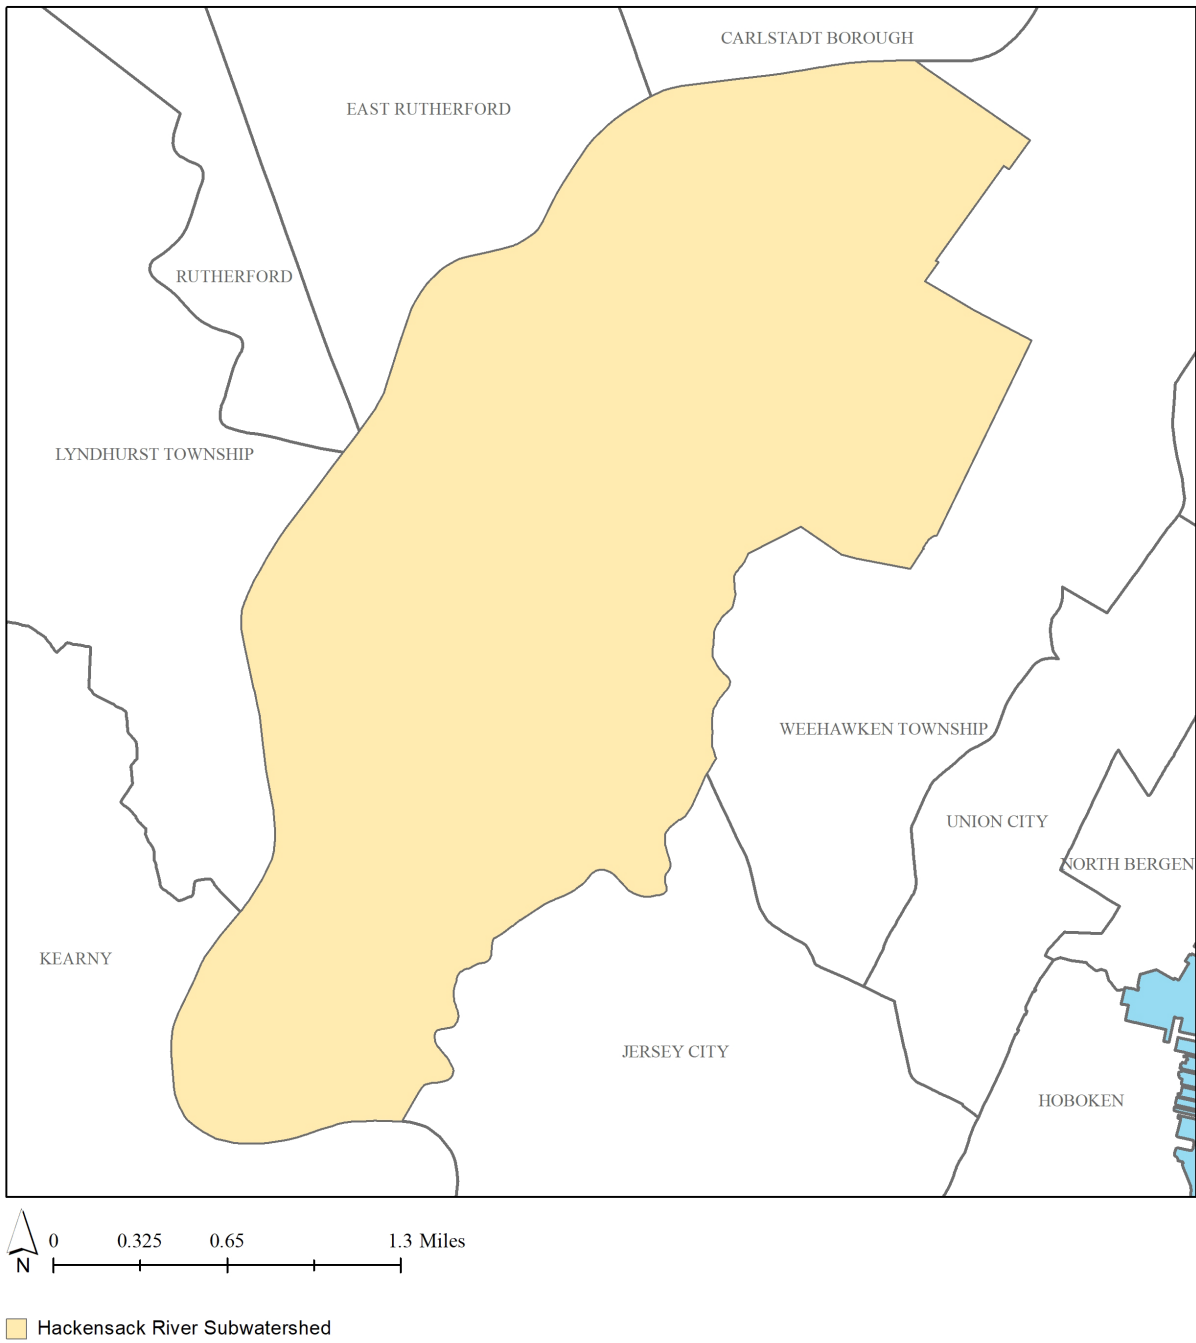 CARLSTADT BOROUGH
EAST RUTHERFORD
RUTHERFORD
LYNDHURST TOWNSHIP
WEEHAWKEN TOWNSHIP
UNION CITY
NORTH BERGEN
KEARNY
JERSEY CITY
HOBOKEN
N
0 0.325 0.65 1.3 Miles
Hackensack River Subwatershed